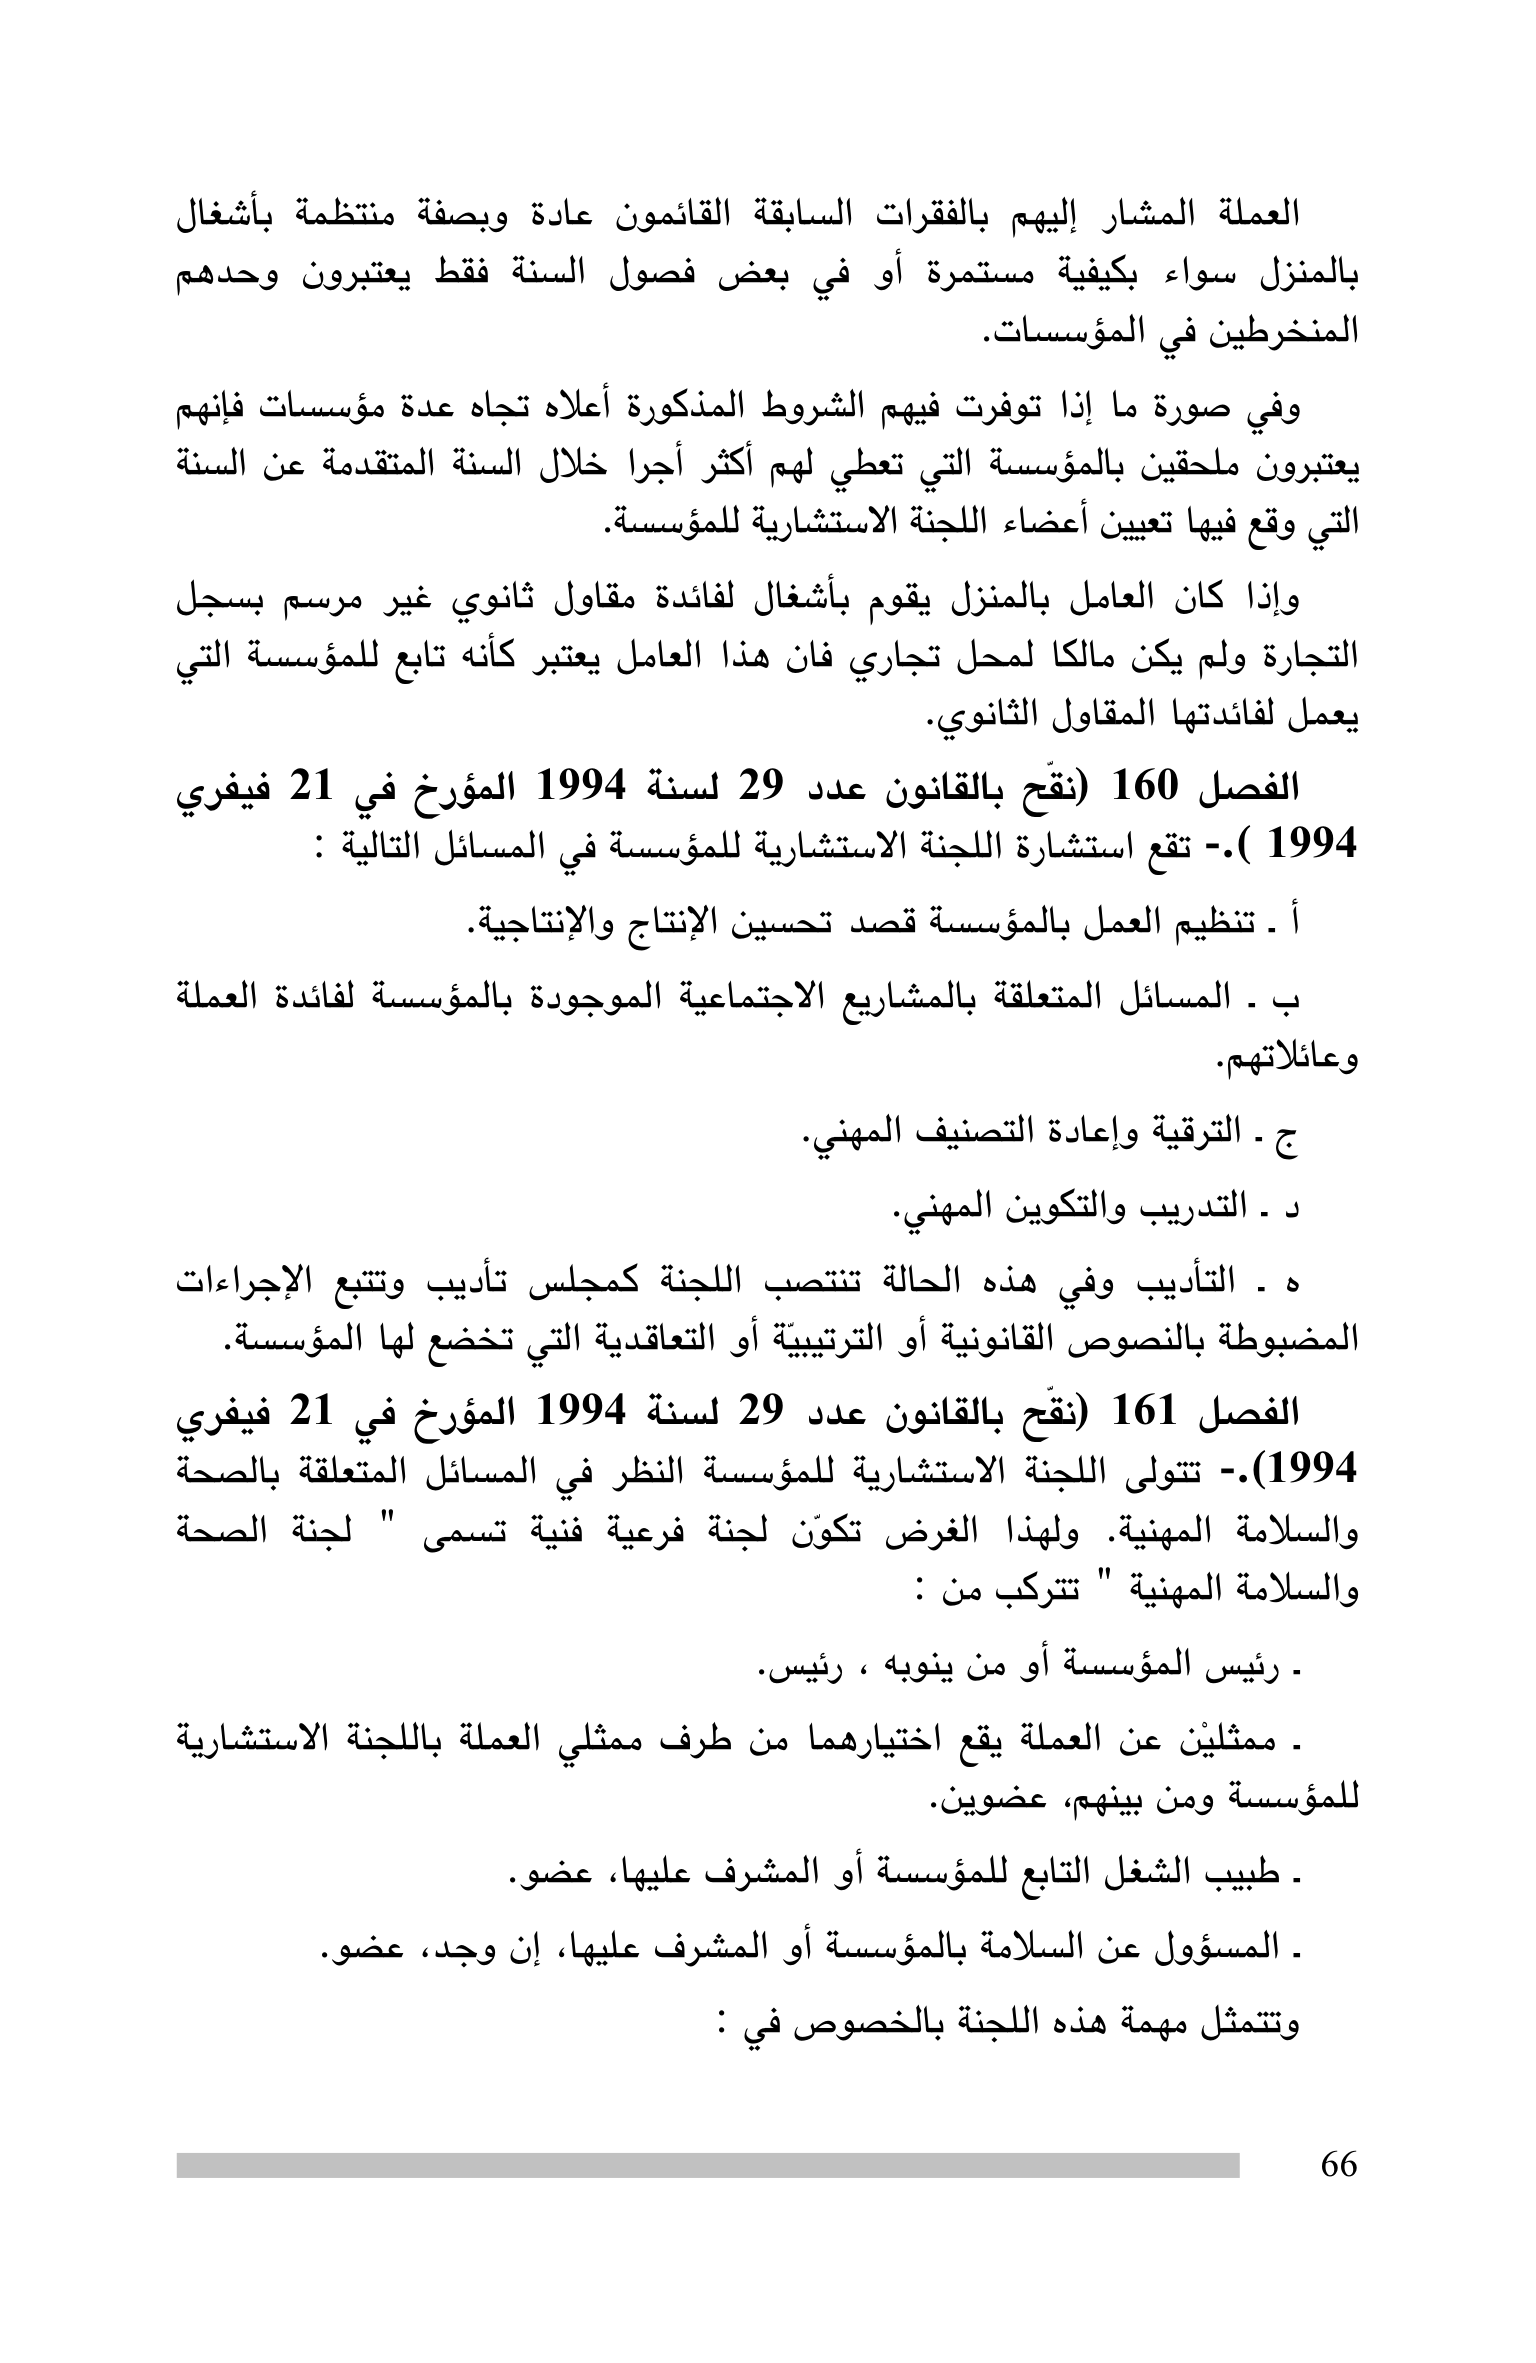 العملة المشار إليهم بالفقرات السابقة القائمون عادة وبصفة منتظمة بأشغال
بالمنزل سواء بكيفية مستمرة أو في بعض فصول السنة فقط يعتبرون وحدهم
المنخرطين في المؤسسات.
وفي صورة ما إذا توفرت فيهم الشروط المذكورة أعلاه تجاه عدة مؤسسات فإنهم
يعتبرون ملحقين بالمؤسسة التي تعطي لهم أكثر أجرا خلال السنة المتقدمة عن السنة
التي وقع فيها تعيين أعضاء اللجنة الاستشارية للمؤسسة.
وإذا كان العامل بالمنزل يقوم بأشغال لفائدة مقاول ثانوي غير مرسم بسجل
التجارة ولم يكن مالكا لمحل تجاري فان هذا العامل يعتبر كأنه تابع للمؤسسة التي
يعمل لفائدتها المقاول الثانوي.
الفصل 160 (نقّح بالقانون عدد 29 لسنة 1994 المؤرخ في 21 فيفري
1994 ).- تقع استشارة اللجنة الاستشارية للمؤسسة في المسائل التالية :
أ ـ تنظيم العمل بالمؤسسة قصد تحسين الإنتاج والإنتاجية.
ب ـ المسائل المتعلقة بالمشاريع الاجتماعية الموجودة بالمؤسسة لفائدة العملة
وعائلاتهم.
ج ـ الترقية وإعادة التصنيف المهني.
د ـ التدريب والتكوين المهني.
ه ـ التأديب وفي هذه الحالة تنتصب اللجنة كمجلس تأديب وتتبع الإجراءات
المضبوطة بالنصوص القانونية أو الترتيبيّة أو التعاقدية التي تخضع لها المؤسسة.
الفصل 161 (نقّح بالقانون عدد 29 لسنة 1994 المؤرخ في 21 فيفري
1994).- تتولى اللجنة الاستشارية للمؤسسة النظر في المسائل المتعلقة بالصحة
والسلامة المهنية. ولهذا الغرض تكوّن لجنة فرعية فنية تسمى " لجنة الصحة
والسلامة المهنية " تتركب من :
ـ رئيس المؤسسة أو من ينوبه ، رئيس.
ـ ممثليْن عن العملة يقع اختيارهما من طرف ممثلي العملة باللجنة الاستشارية
للمؤسسة ومن بينهم، عضوين.
ـ طبيب الشغل التابع للمؤسسة أو المشرف عليها، عضو.
ـ المسؤول عن السلامة بالمؤسسة أو المشرف عليها، إن وجد، عضو.
وتتمثل مهمة هذه اللجنة بالخصوص في :
66